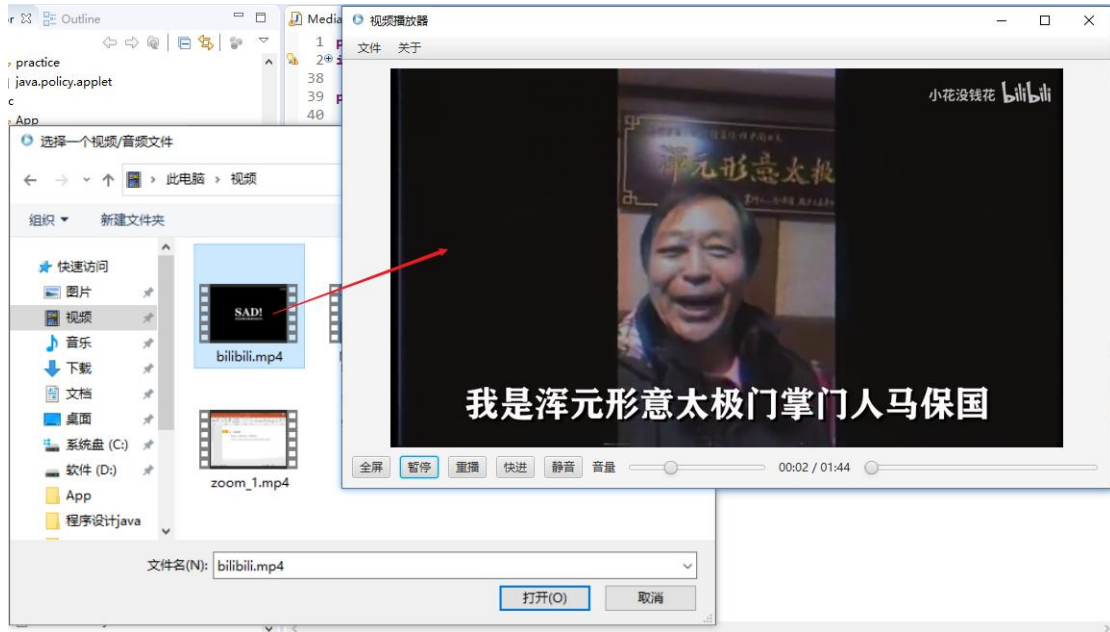 Outline
Media
practice
java.policy.applet
App
1
2
38
39
40
选择一个视频/音频文件
此电脑 › 视频
组织
新建文件夹
快速访问
图片
视频
音乐
下载
文档
桌面
系统盘 (C:)
软件 (D:)
App
程序设计java
SAD!
bilibili.mp4
zoom_1.mp4
文件名(N):
bilibili.mp4
打开(O)
取消
视频播放器
文件
关于
小花没钱花 bilibili
浑元形意太极
我是浑元形意太极门掌门人马保国
全屏
暂停
重播
快进
静音
音量
00:02 / 01:44